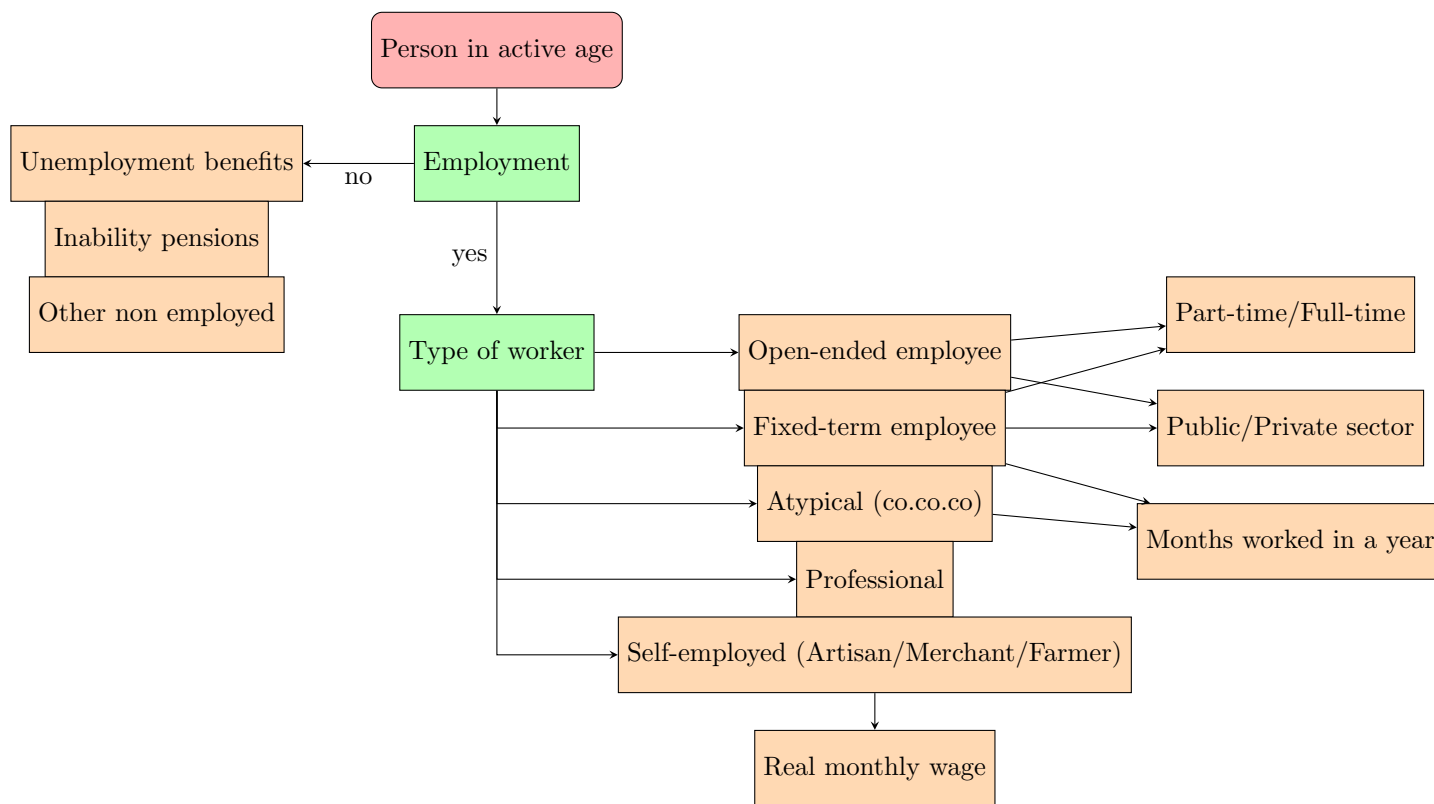 Person in active age
Unemployment benefits
Employment
no
Inability pensions
yes
Other non employed
Type of worker
Open-ended employee
Part-time/Full-time
Fixed-term employee
Public/Private sector
Atypical (co.co.co)
Months worked in a year
Professional
Self-employed (Artisan/Merchant/Farmer)
Real monthly wage